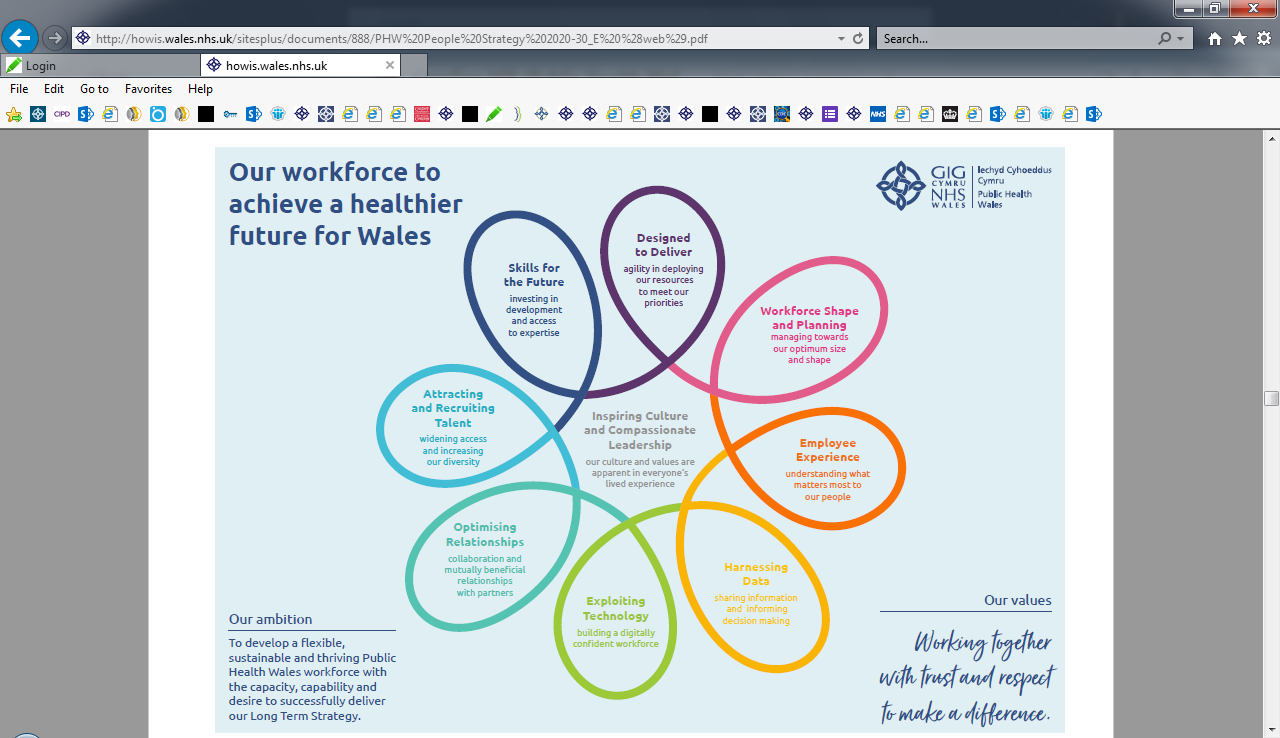 http://howis.wales.nhs.uk/sitesplus/documents/888/PHW%20People%20Strategy%202020-30_E%20%28web%29.pdf
Search...
Login
howis.wales.nhs.uk
File Edit Go to Favorites Help
CIPD
NHS
Our workforce to
achieve a healthier
future for Wales
GIG
CYMRU
NHS
WALES
Iechyd Cyhoeddus
Cymru
Public Health
Wales
Designed
to Deliver
agility in deploying
our resources
to meet our
priorities
Skills for
the Future
investing in
development
and access
to expertise
Workforce Shape
and Planning
managing towards
our optimum size
and shape
Attracting
and Recruiting
Talent
widening access
and increasing
our diversity
Inspiring Culture
and Compassionate
Leadership
our culture and values are
apparent in everyone's
lived experience
Employee
Experience
understanding what
matters most to
our people
Optimising
Relationships
collaboration and
mutually beneficial
relationships
with partners
Harnessing
Data
sharing information
and informing
decision making
Exploiting
Technology
building a digitally
confident workforce
Our ambition
To develop a flexible,
sustainable and thriving Public
Health Wales workforce with
the capacity, capability and
desire to successfully deliver
our Long Term Strategy.
Our values
Working together
with trust and respect
to make a difference.